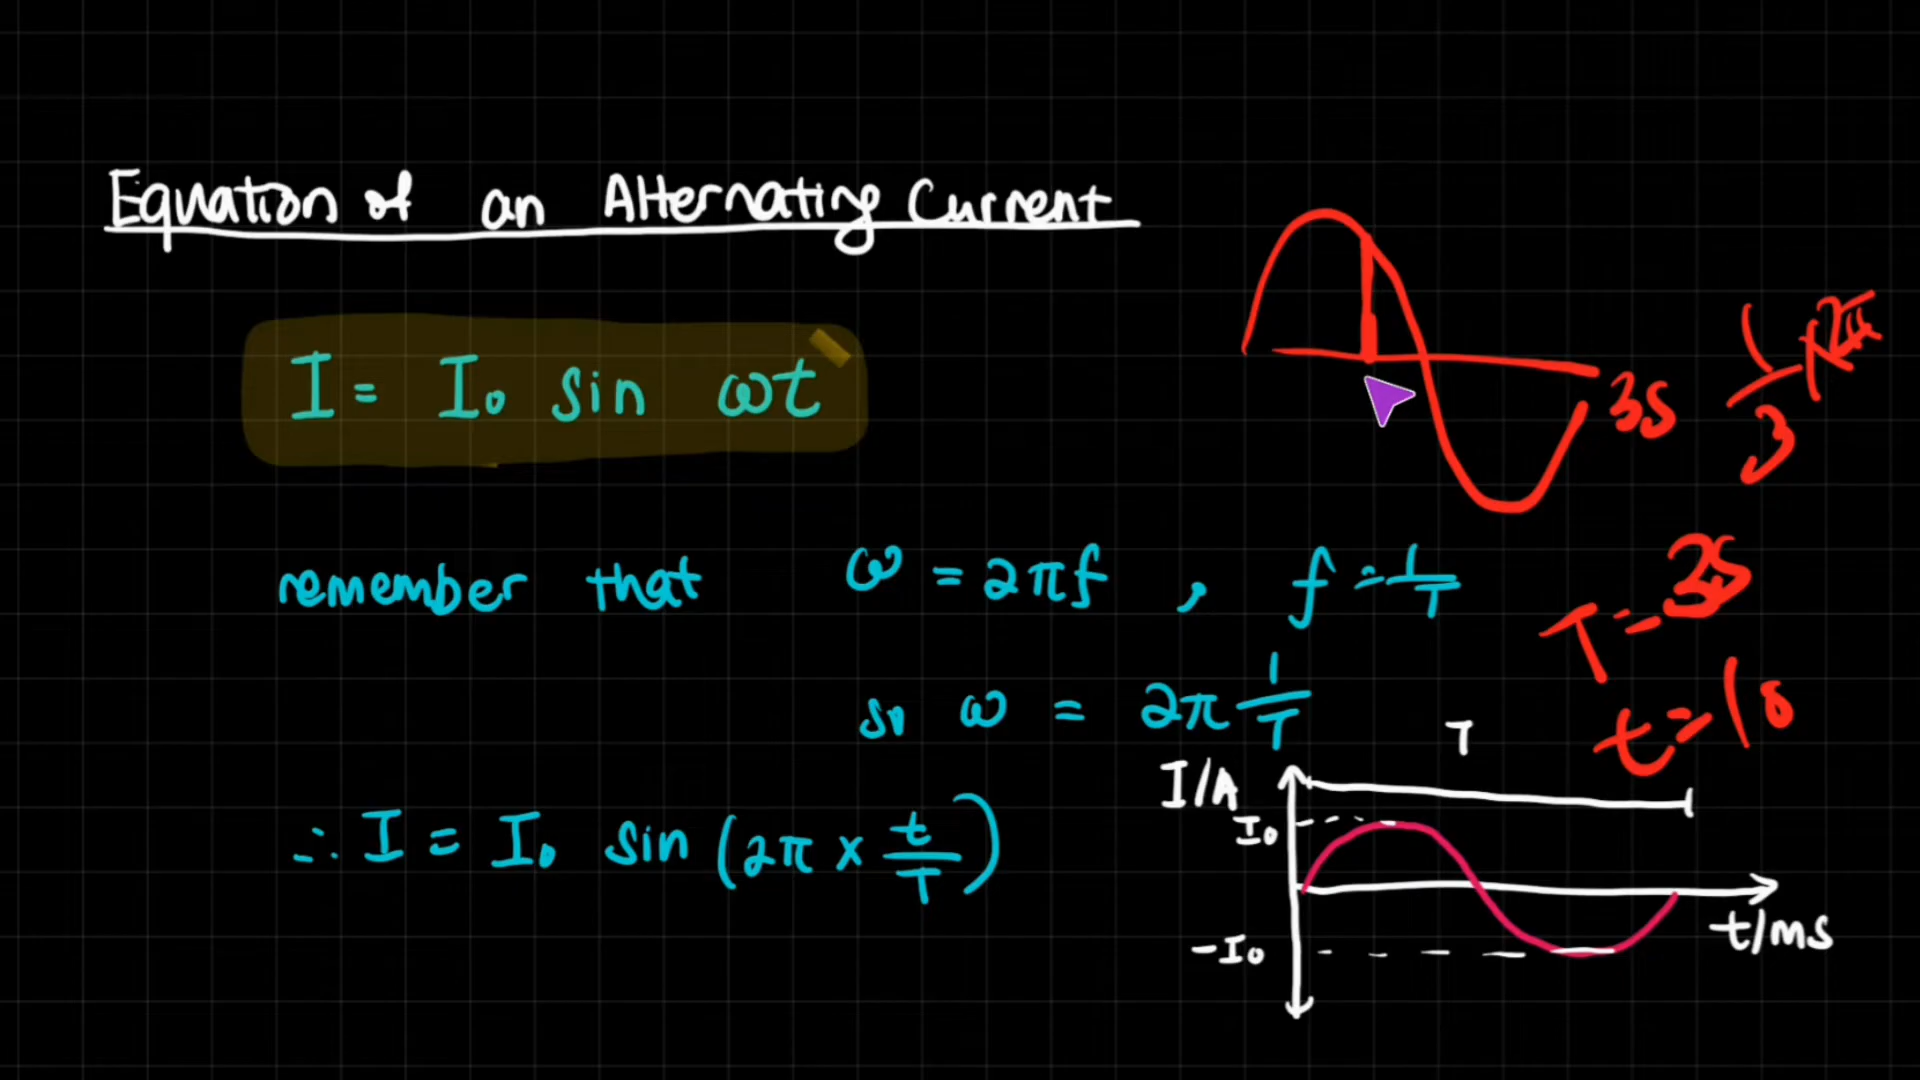 Equation of an Alternating Current
I = I₀ sin ωt
3s
1/3 × 2π
remember that ω = 2πf , f = 1/T
T = 3s
so ω = 2π 1/T
t = 1s
T
I/A
I₀
∴ I = I₀ sin (2π × t/T)
t/ms
-I₀